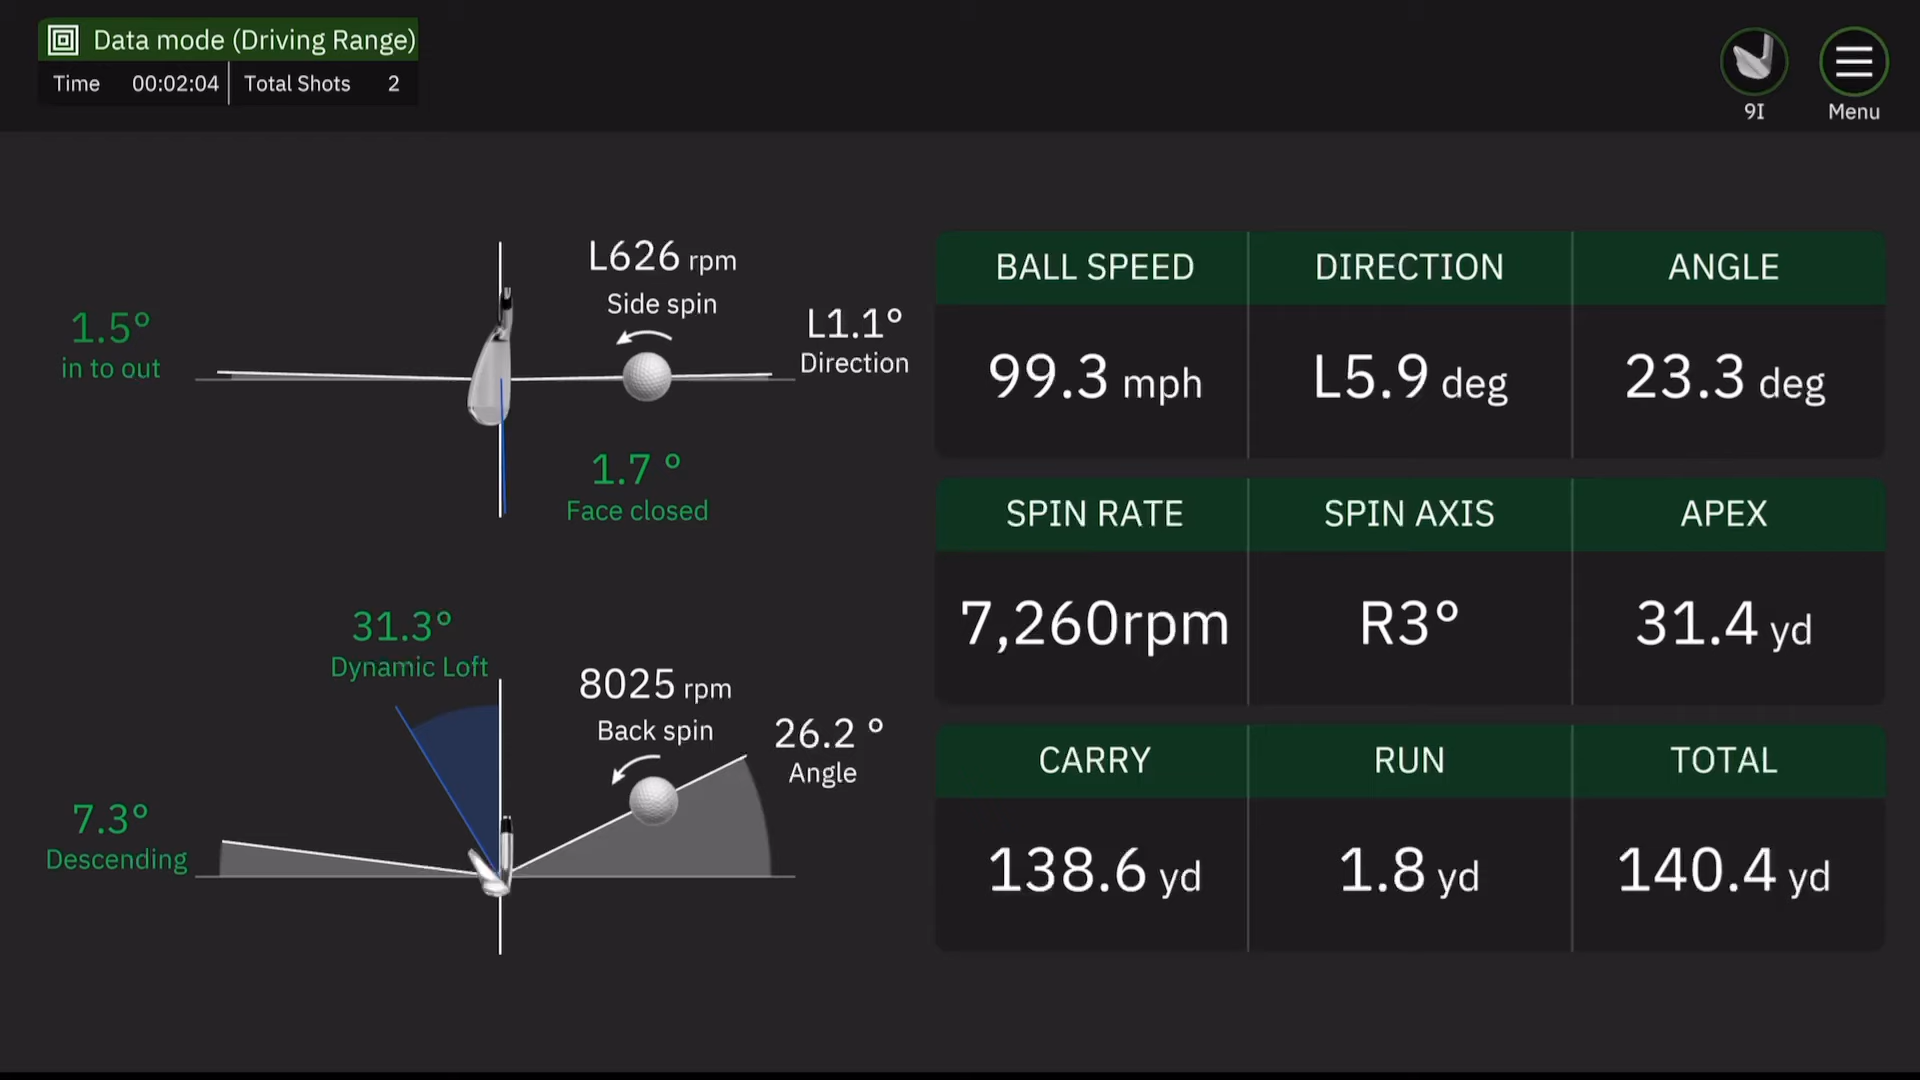 Data mode (Driving Range)
Time 00:02:04 Total Shots 2
9I
Menu
L626 rpm
Side spin
1.5°
in to out
L1.1°
Direction
1.7 °
Face closed
31.3°
Dynamic Loft
8025 rpm
Back spin
26.2 °
Angle
7.3°
Descending
BALL SPEED DIRECTION ANGLE
99.3 mph L5.9 deg 23.3 deg
SPIN RATE SPIN AXIS APEX
7,260rpm R3° 31.4 yd
CARRY RUN TOTAL
138.6 yd 1.8 yd 140.4 yd